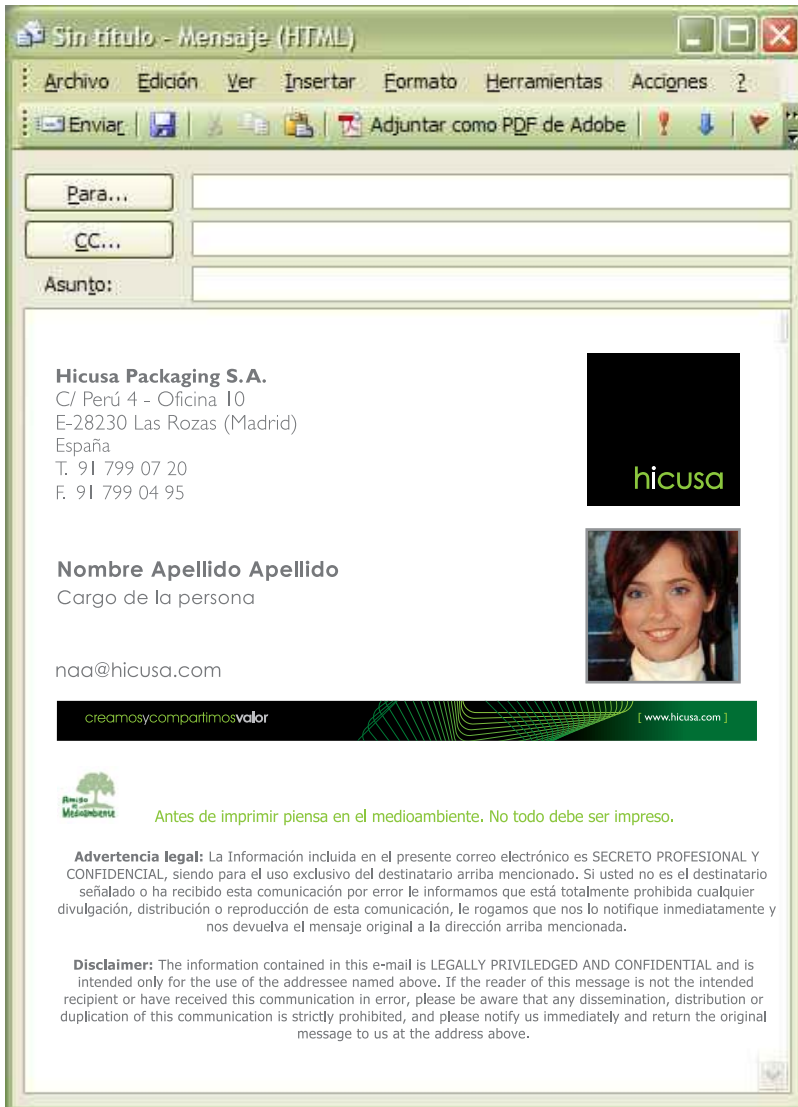 Sin título - Mensaje (HTML)
Archivo Edición Ver Insertar Formato Herramientas Acciones ?
Enviar Adjuntar como PDF de Adobe
Para...
CC...
Asunto:
Hicusa Packaging S.A.
C/ Perú 4 - Oficina 10
E-28230 Las Rozas (Madrid)
España
T. 91 799 07 20
F. 91 799 04 95
hicusa
Nombre Apellido Apellido
Cargo de la persona
naa@hicusa.com
creamosycompartimosvalor [ www.hicusa.com ]
Amigo
del
Medioambiente
Antes de imprimir piensa en el medioambiente. No todo debe ser impreso.
Advertencia legal: La Información incluida en el presente correo electrónico es SECRETO PROFESIONAL Y
CONFIDENCIAL, siendo para el uso exclusivo del destinatario arriba mencionado. Si usted no es el destinatario
señalado o ha recibido esta comunicación por error le informamos que está totalmente prohibida cualquier
divulgación, distribución o reproducción de esta comunicación, le rogamos que nos lo notifique inmediatamente y
nos devuelva el mensaje original a la dirección arriba mencionada.
Disclaimer: The information contained in this e-mail is LEGALLY PRIVILEDGED AND CONFIDENTIAL and is
intended only for the use of the addressee named above. If the reader of this message is not the intended
recipient or have received this communication in error, please be aware that any dissemination, distribution or
duplication of this communication is strictly prohibited, and please notify us immediately and return the original
message to us at the address above.